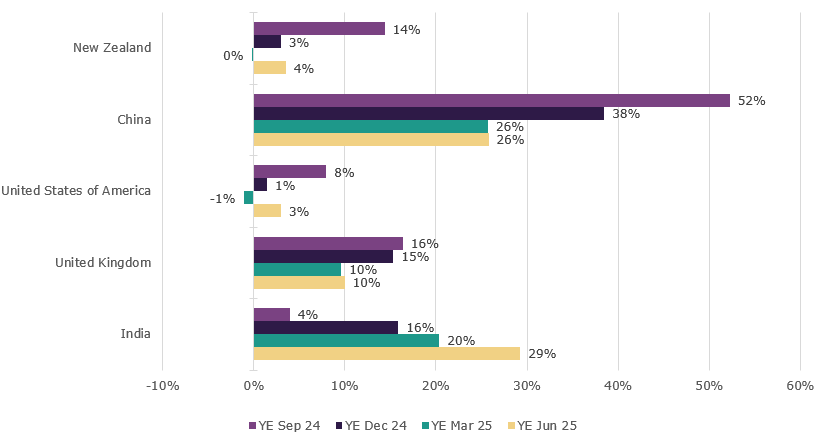 New Zealand
14%
3%
0%
4%
China
52%
38%
26%
26%
United States of America
8%
1%
-1%
3%
United Kingdom
16%
15%
10%
10%
India
4%
16%
20%
29%
-10% 0% 10% 20% 30% 40% 50% 60%
YE Sep 24 YE Dec 24 YE Mar 25 YE Jun 25